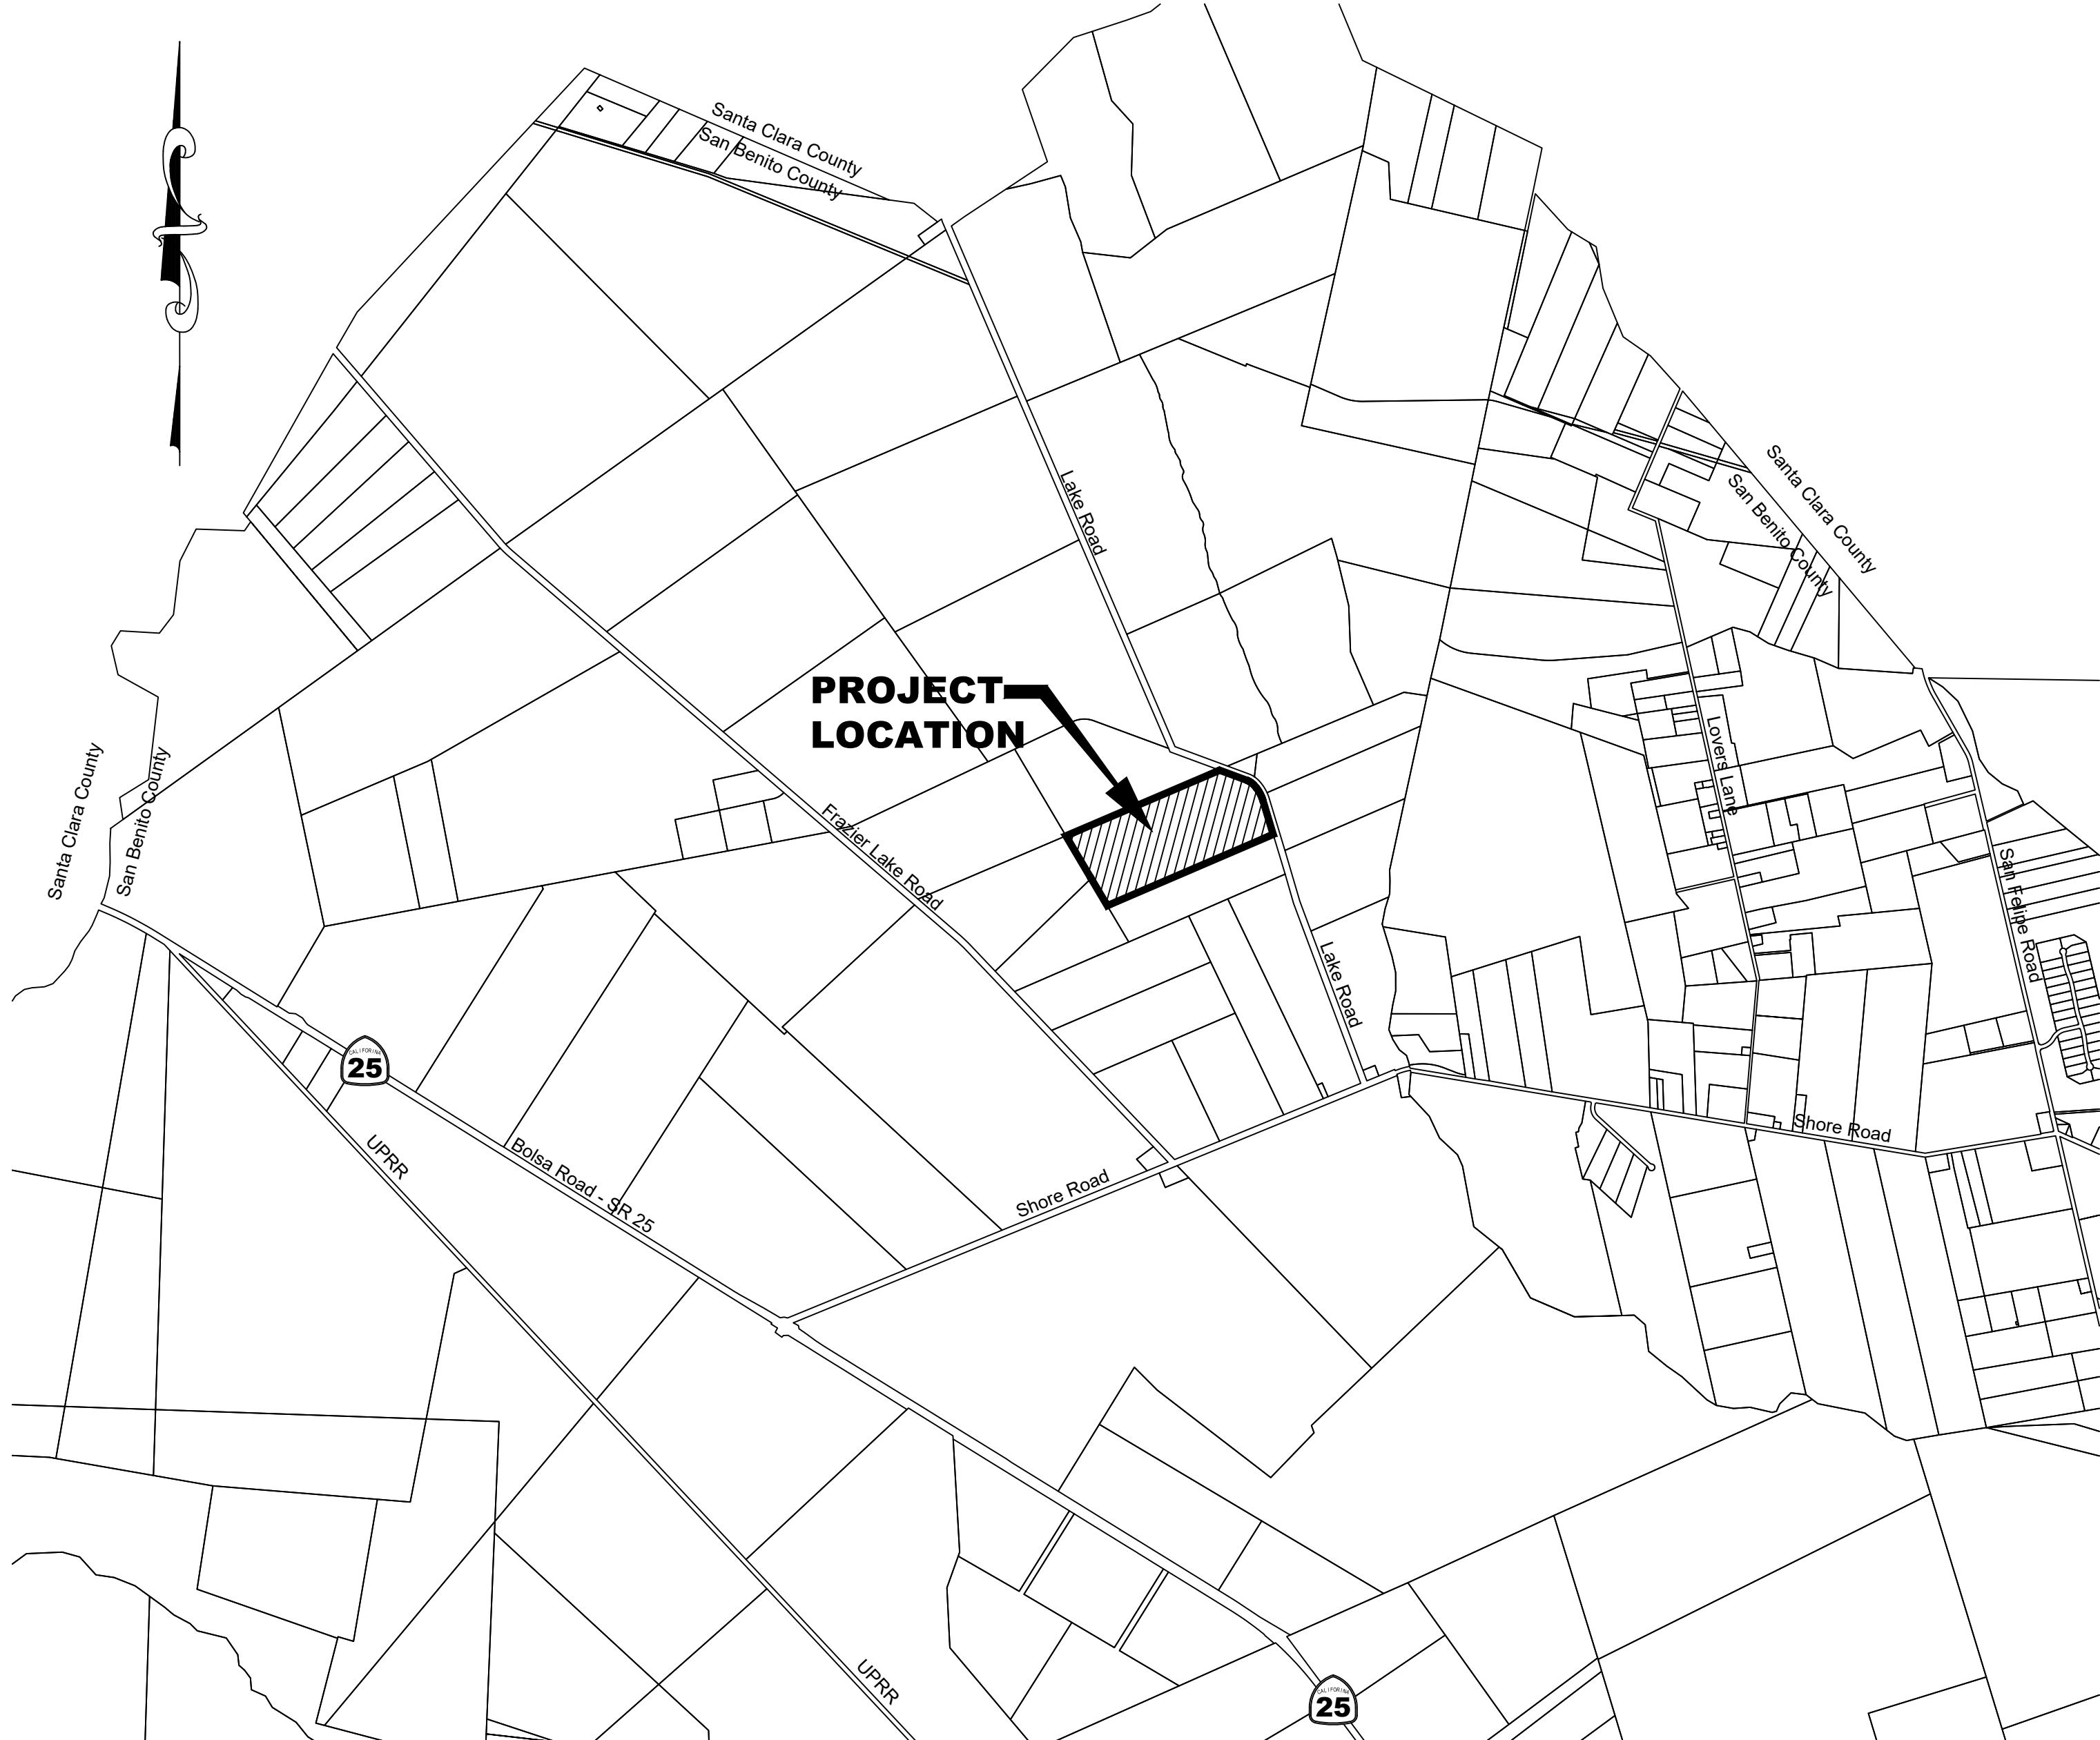 Santa Clara County
San Benito County
Lake Road
Santa Clara County
San Benito County
PROJECT
LOCATION
Lovers Lane
Santa Clara County
San Benito County
Frazier Lake Road
San Felipe Road
Lake Road
CALIFORINA
25
Shore Road
UPRR
Bolsa Road - SR 25
Shore Road
UPRR
CALIFORINA
25